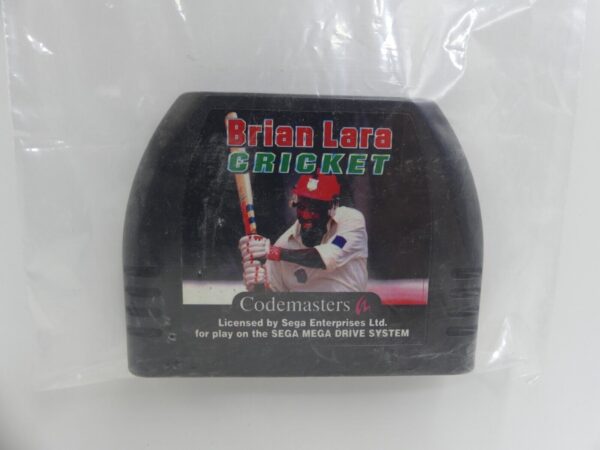 Brian Lara
CRICKET
Codemasters
Licensed by Sega Enterprises Ltd.
for play on the SEGA MEGA DRIVE SYSTEM